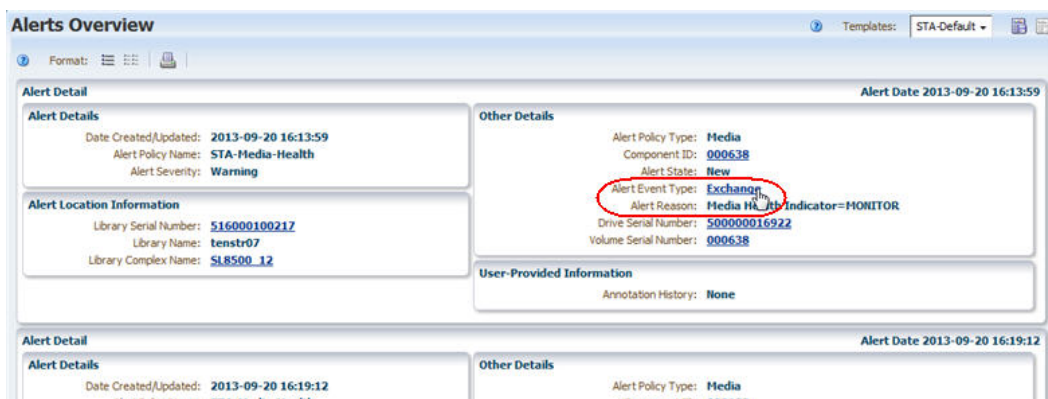 Alerts Overview
Templates: STA-Default
Format:
Alert Detail
Alert Date 2013-09-20 16:13:59
Alert Details
Date Created/Updated: 2013-09-20 16:13:59
Alert Policy Name: STA-Media-Health
Alert Severity: Warning
Alert Location Information
Library Serial Number: 516000100217
Library Name: tenstr07
Library Complex Name: SL8500_12
Other Details
Alert Policy Type: Media
Component ID: 000638
Alert State: New
Alert Event Type: Exchange
Alert Reason: Media Health Indicator=MONITOR
Drive Serial Number: 500000016922
Volume Serial Number: 000638
User-Provided Information
Annotation History: None
Alert Detail
Alert Date 2013-09-20 16:19:12
Alert Details
Date Created/Updated: 2013-09-20 16:19:12
Other Details
Alert Policy Type: Media